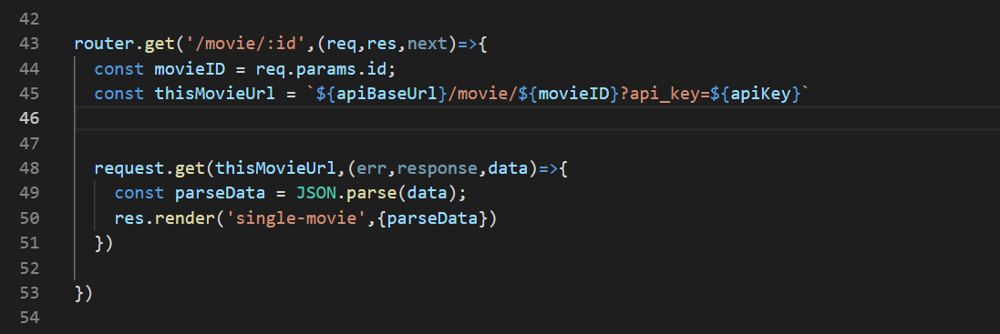 42
43 router.get('/movie/:id',(req,res,next)=>{
44 const movieID = req.params.id;
45 const thisMovieUrl = `${apiBaseUrl}/movie/${movieID}?api_key=${apiKey}`
46
47
48 request.get(thisMovieUrl,(err,response,data)=>{
49 const parseData = JSON.parse(data);
50 res.render('single-movie',{parseData})
51 })
52
53 })
54